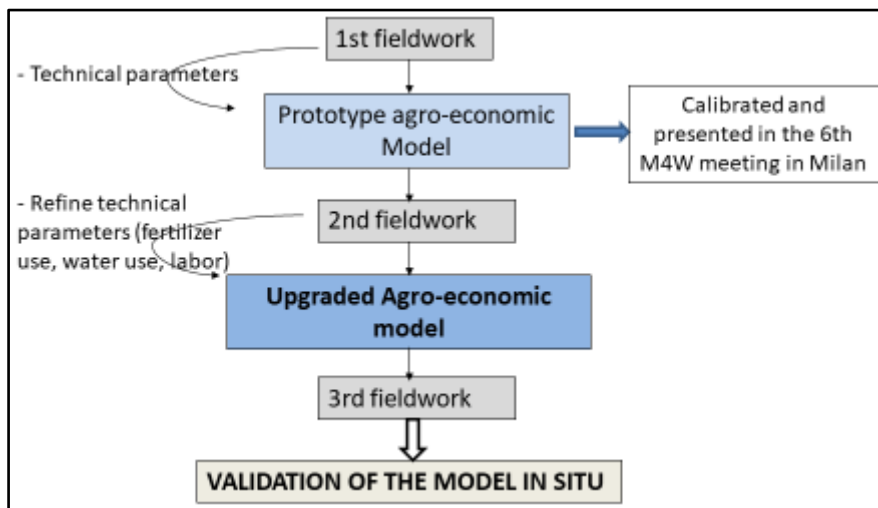 1st fieldwork
- Technical parameters
Prototype agro-economic
Model
Calibrated and
presented in the 6th
M4W meeting in Milan
- Refine technical
parameters (fertilizer
use, water use, labor)
2nd fieldwork
Upgraded Agro-economic
model
3rd fieldwork
VALIDATION OF THE MODEL IN SITU